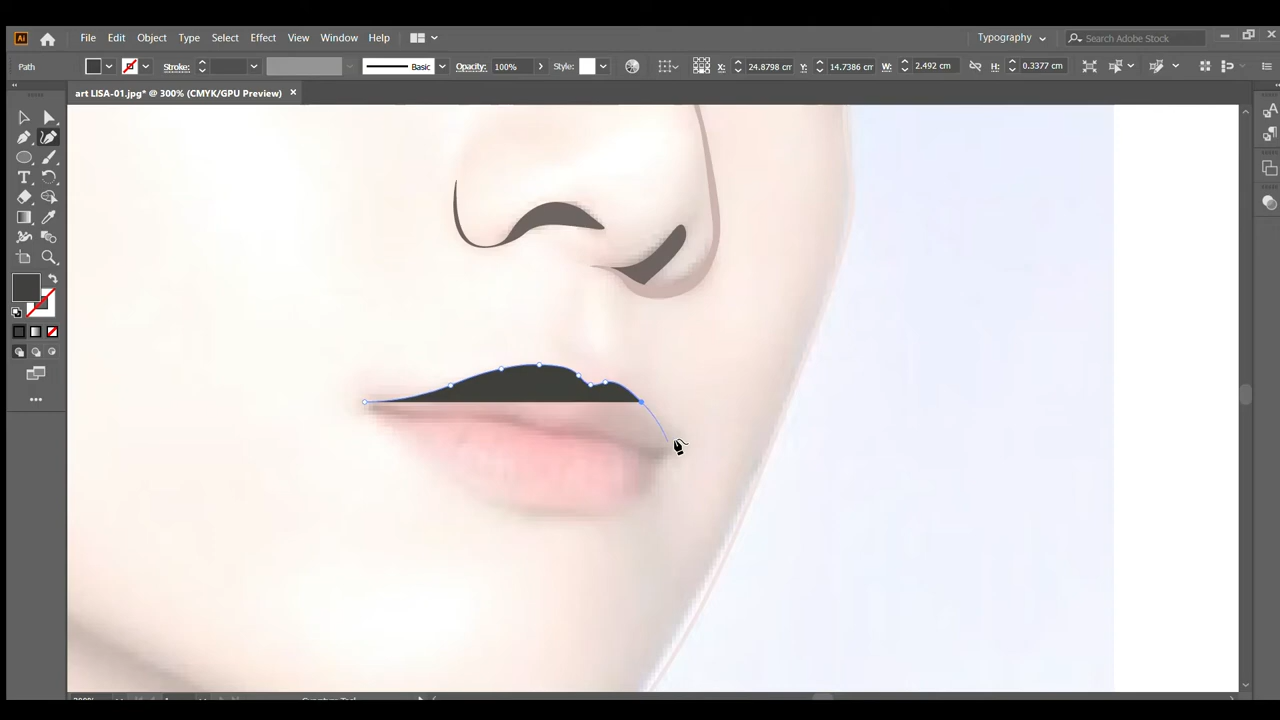 Ai File Edit Object Type Select Effect View Window Help Typography Search Adobe Stock
Path Stroke: Basic Opacity: 100% Style: X: 24.8798 cm Y: 14.7386 cm W: 2.492 cm H: 0.3377 cm
art LISA-01.jpg* @ 300% (CMYK/GPU Preview)